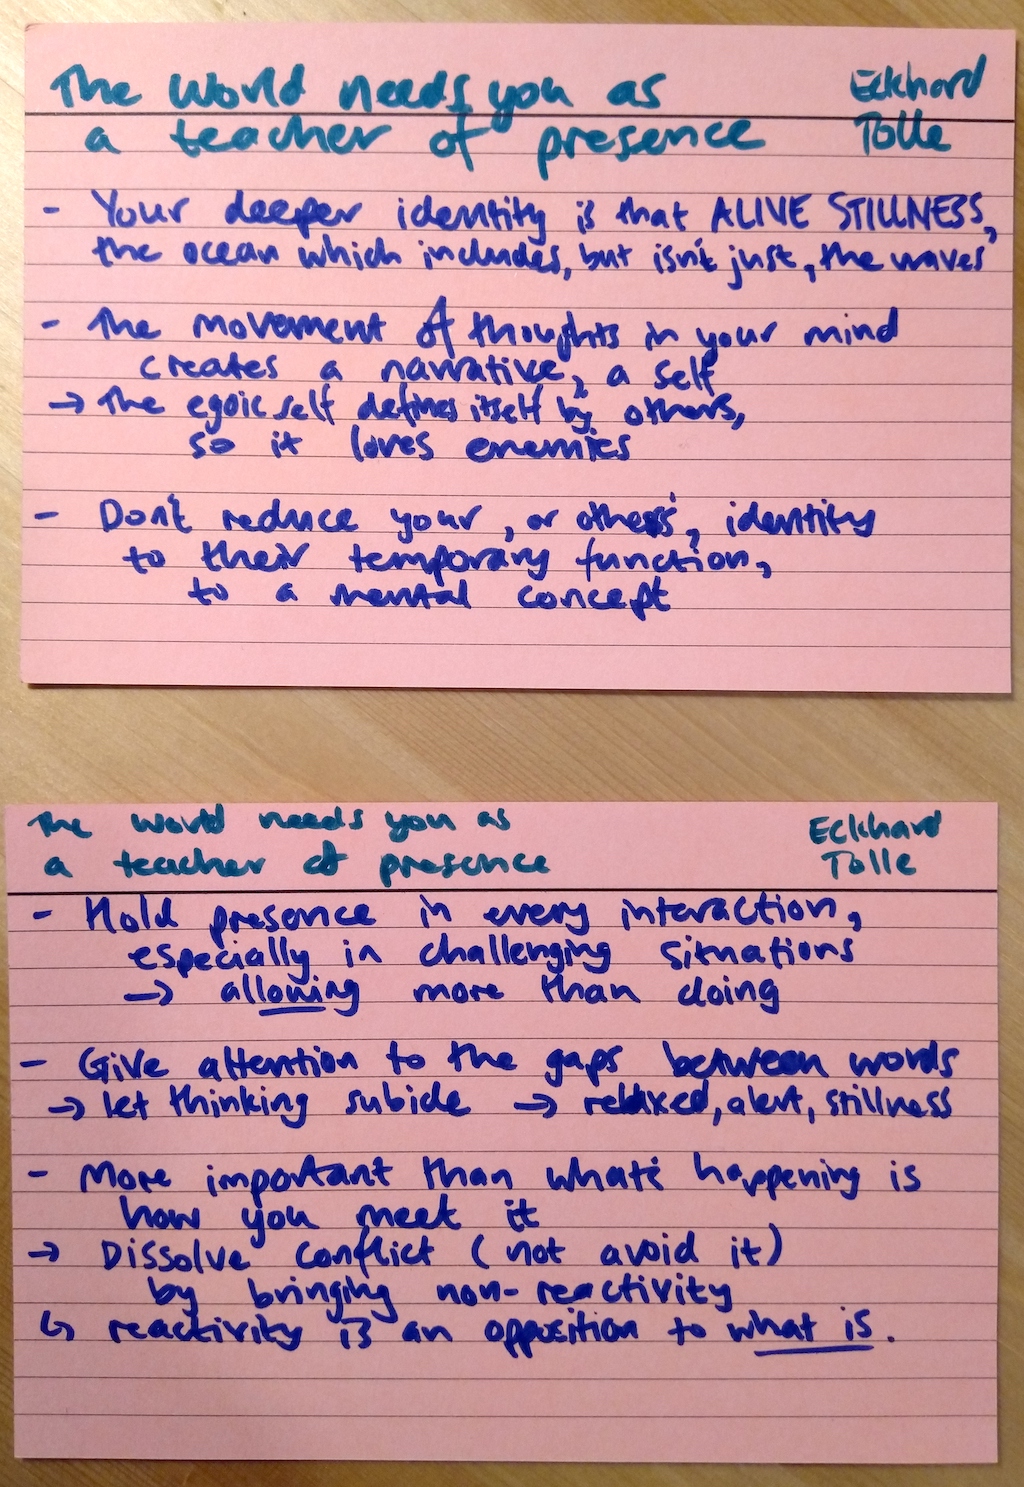 The world needs you as
a teacher of presence
Eckhard
Tolle
- Your deeper identity is that ALIVE STILLNESS,
the ocean which includes, but isn't just, the waves
- The movement of thoughts in your mind
creates a narrative, a self
→ The egoic self defines itself by others,
so it loves enemies
- Don't reduce your, or others', identity
to their temporary function,
to a mental concept
The world needs you as
a teacher of presence
Eckhard
Tolle
- Hold presence in every interaction,
especially in challenging situations
→ allowing more than doing
- Give attention to the gaps between words
→ let thinking subside → relaxed, alert, stillness
- More important than what's happening is
how you meet it
→ Dissolve conflict (not avoid it)
by bringing non-reactivity
↳ reactivity is an opposition to what is.